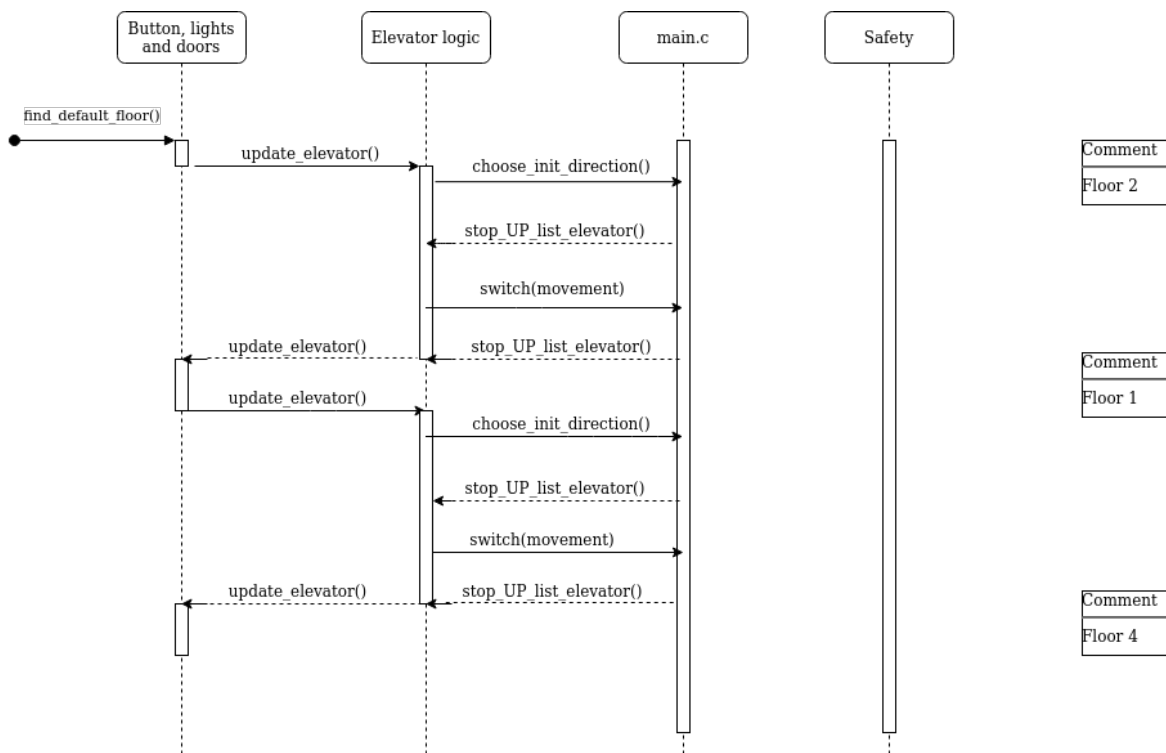 Button, lights
and doors
Elevator logic
main.c
Safety
find_default_floor()
update_elevator()
choose_init_direction()
Comment
Floor 2
stop_UP_list_elevator()
switch(movement)
update_elevator()
stop_UP_list_elevator()
Comment
Floor 1
update_elevator()
choose_init_direction()
stop_UP_list_elevator()
switch(movement)
update_elevator()
stop_UP_list_elevator()
Comment
Floor 4